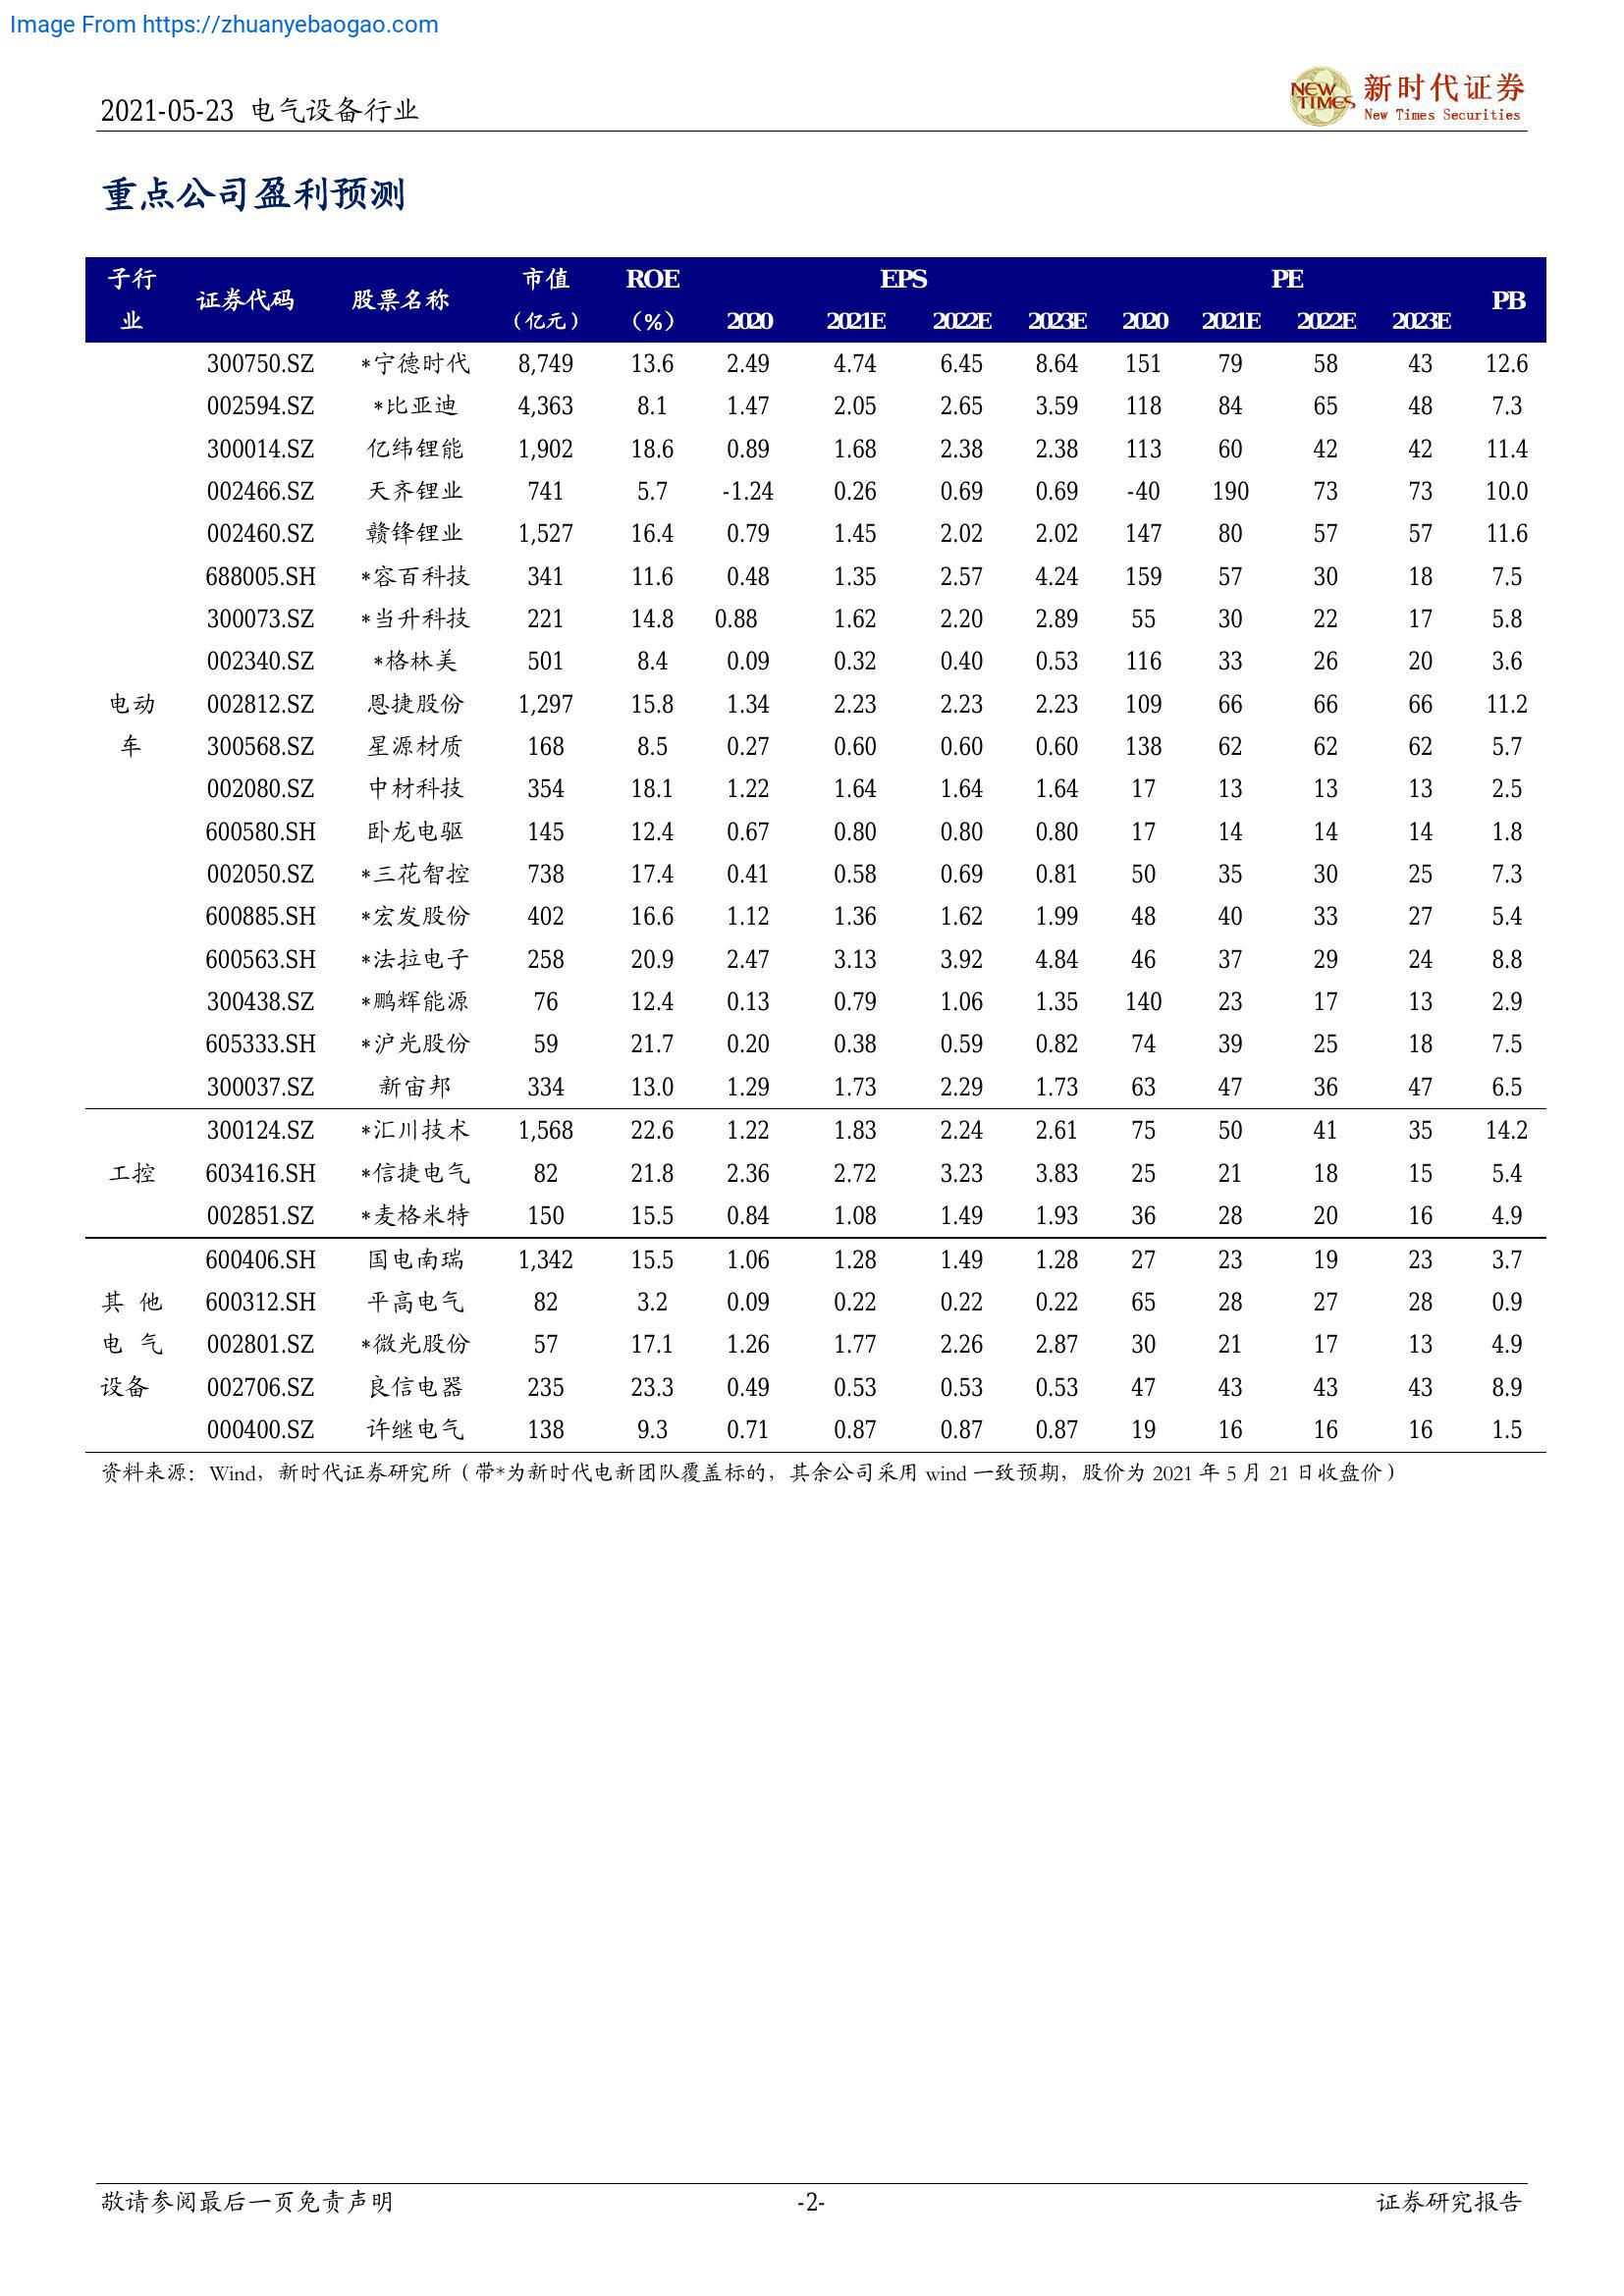 Image From https://zhuanyebaogao.com
2021-05-23 电气设备行业
NEW TIMES 新时代证券
New Times Securities
重点公司盈利预测
子行业 证券代码 股票名称 市值（亿元） ROE（%） EPS PE PB
2020 2021E 2022E 2023E 2020 2021E 2022E 2023E
电动车
300750.SZ *宁德时代 8,749 13.6 2.49 4.74 6.45 8.64 151 79 58 43 12.6
002594.SZ *比亚迪 4,363 8.1 1.47 2.05 2.65 3.59 118 84 65 48 7.3
300014.SZ 亿纬锂能 1,902 18.6 0.89 1.68 2.38 2.38 113 60 42 42 11.4
002466.SZ 天齐锂业 741 5.7 -1.24 0.26 0.69 0.69 -40 190 73 73 10.0
002460.SZ 赣锋锂业 1,527 16.4 0.79 1.45 2.02 2.02 147 80 57 57 11.6
688005.SH *容百科技 341 11.6 0.48 1.35 2.57 4.24 159 57 30 18 7.5
300073.SZ *当升科技 221 14.8 0.88 1.62 2.20 2.89 55 30 22 17 5.8
002340.SZ *格林美 501 8.4 0.09 0.32 0.40 0.53 116 33 26 20 3.6
002812.SZ 恩捷股份 1,297 15.8 1.34 2.23 2.23 2.23 109 66 66 66 11.2
300568.SZ 星源材质 168 8.5 0.27 0.60 0.60 0.60 138 62 62 62 5.7
002080.SZ 中材科技 354 18.1 1.22 1.64 1.64 1.64 17 13 13 13 2.5
600580.SH 卧龙电驱 145 12.4 0.67 0.80 0.80 0.80 17 14 14 14 1.8
002050.SZ *三花智控 738 17.4 0.41 0.58 0.69 0.81 50 35 30 25 7.3
600885.SH *宏发股份 402 16.6 1.12 1.36 1.62 1.99 48 40 33 27 5.4
600563.SH *法拉电子 258 20.9 2.47 3.13 3.92 4.84 46 37 29 24 8.8
300438.SZ *鹏辉能源 76 12.4 0.13 0.79 1.06 1.35 140 23 17 13 2.9
605333.SH *沪光股份 59 21.7 0.20 0.38 0.59 0.82 74 39 25 18 7.5
300037.SZ 新宙邦 334 13.0 1.29 1.73 2.29 1.73 63 47 36 47 6.5
工控
300124.SZ *汇川技术 1,568 22.6 1.22 1.83 2.24 2.61 75 50 41 35 14.2
603416.SH *信捷电气 82 21.8 2.36 2.72 3.23 3.83 25 21 18 15 5.4
002851.SZ *麦格米特 150 15.5 0.84 1.08 1.49 1.93 36 28 20 16 4.9
其他电气设备
600406.SH 国电南瑞 1,342 15.5 1.06 1.28 1.49 1.28 27 23 19 23 3.7
600312.SH 平高电气 82 3.2 0.09 0.22 0.22 0.22 65 28 27 28 0.9
002801.SZ *微光股份 57 17.1 1.26 1.77 2.26 2.87 30 21 17 13 4.9
002706.SZ 良信电器 235 23.3 0.49 0.53 0.53 0.53 47 43 43 43 8.9
000400.SZ 许继电气 138 9.3 0.71 0.87 0.87 0.87 19 16 16 16 1.5
资料来源：Wind，新时代证券研究所（带*为新时代电新团队覆盖标的，其余公司采用 wind 一致预期，股价为 2021 年 5 月 21 日收盘价）
敬请参阅最后一页免责声明 -2- 证券研究报告